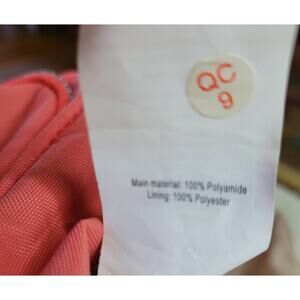 QC
9
Main material: 100% Polyamide
Lining: 100% Polyester